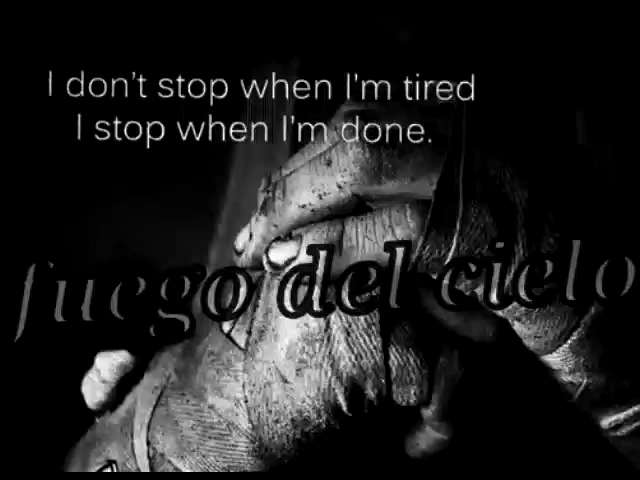 I don't stop when I'm tired
I stop when I'm done.
fuego del cielo